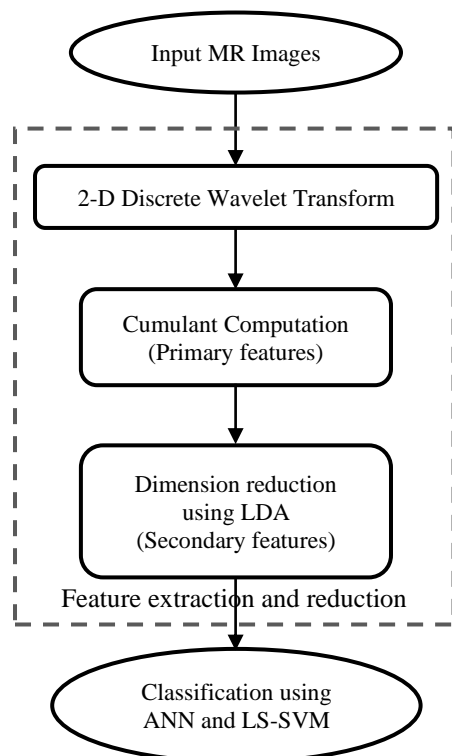 Input MR Images
2-D Discrete Wavelet Transform
Cumulant Computation
(Primary features)
Dimension reduction
using LDA
(Secondary features)
Feature extraction and reduction
Classification using
ANN and LS-SVM